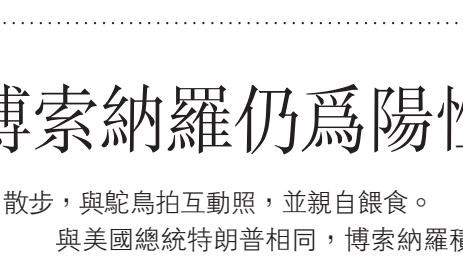 博索納羅仍爲陽性
散步，與鴕鳥拍互動照，並親自餵食。
與美國總統特朗普相同，博索納羅積